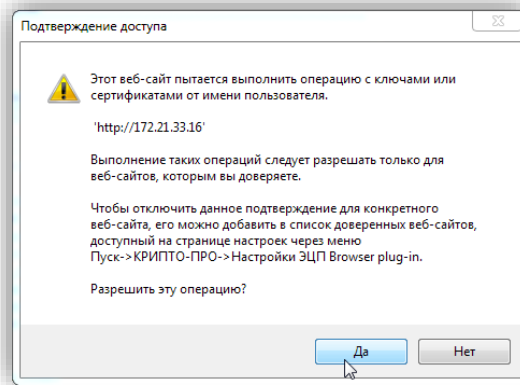 Подтверждение доступа
Этот веб-сайт пытается выполнить операцию с ключами или
сертификатами от имени пользователя.
'http://172.21.33.16'
Выполнение таких операций следует разрешать только для
веб-сайтов, которым вы доверяете.
Чтобы отключить данное подтверждение для конкретного
веб-сайта, его можно добавить в список доверенных веб-сайтов,
доступный на странице настроек через меню
Пуск->КРИПТО-ПРО->Настройки ЭЦП Browser plug-in.
Разрешить эту операцию?
Да
Нет